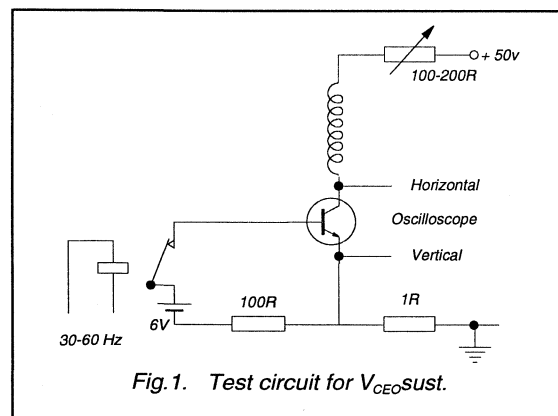 + 50v
100-200R
Horizontal
Oscilloscope
Vertical
100R
1R
6V
30-60 Hz
Fig.1. Test circuit for VCEOsust.